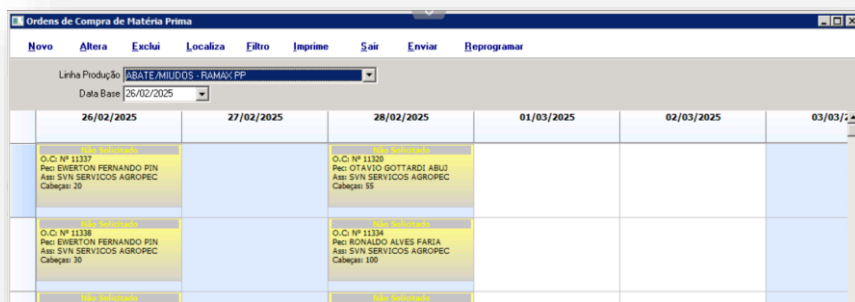 Ordens de Compra de Matéria Prima
Novo Altera Exclui Localiza Filtro Imprime Sair Enviar Reprogramar
Linha Produção ABATE/MIUDOS - RAMAX PP
Data Base 26/02/2025
26/02/2025 27/02/2025 28/02/2025 01/03/2025 02/03/2025 03/03/2
Não Solicitado
O.C: Nº 11337
Pec: EWERTON FERNANDO PIN
Ass: SVN SERVICOS AGROPEC
Cabeças: 20
Não Solicitado
O.C: Nº 11320
Pec: OTAVIO GOTTARDI ABUJ
Ass: SVN SERVICOS AGROPEC
Cabeças: 55
Não Solicitado
O.C: Nº 11338
Pec: EWERTON FERNANDO PIN
Ass: SVN SERVICOS AGROPEC
Cabeças: 30
Não Solicitado
O.C: Nº 11334
Pec: RONALDO ALVES FARIA
Ass: SVN SERVICOS AGROPEC
Cabeças: 100
Não Solicitado
Não Solicitado